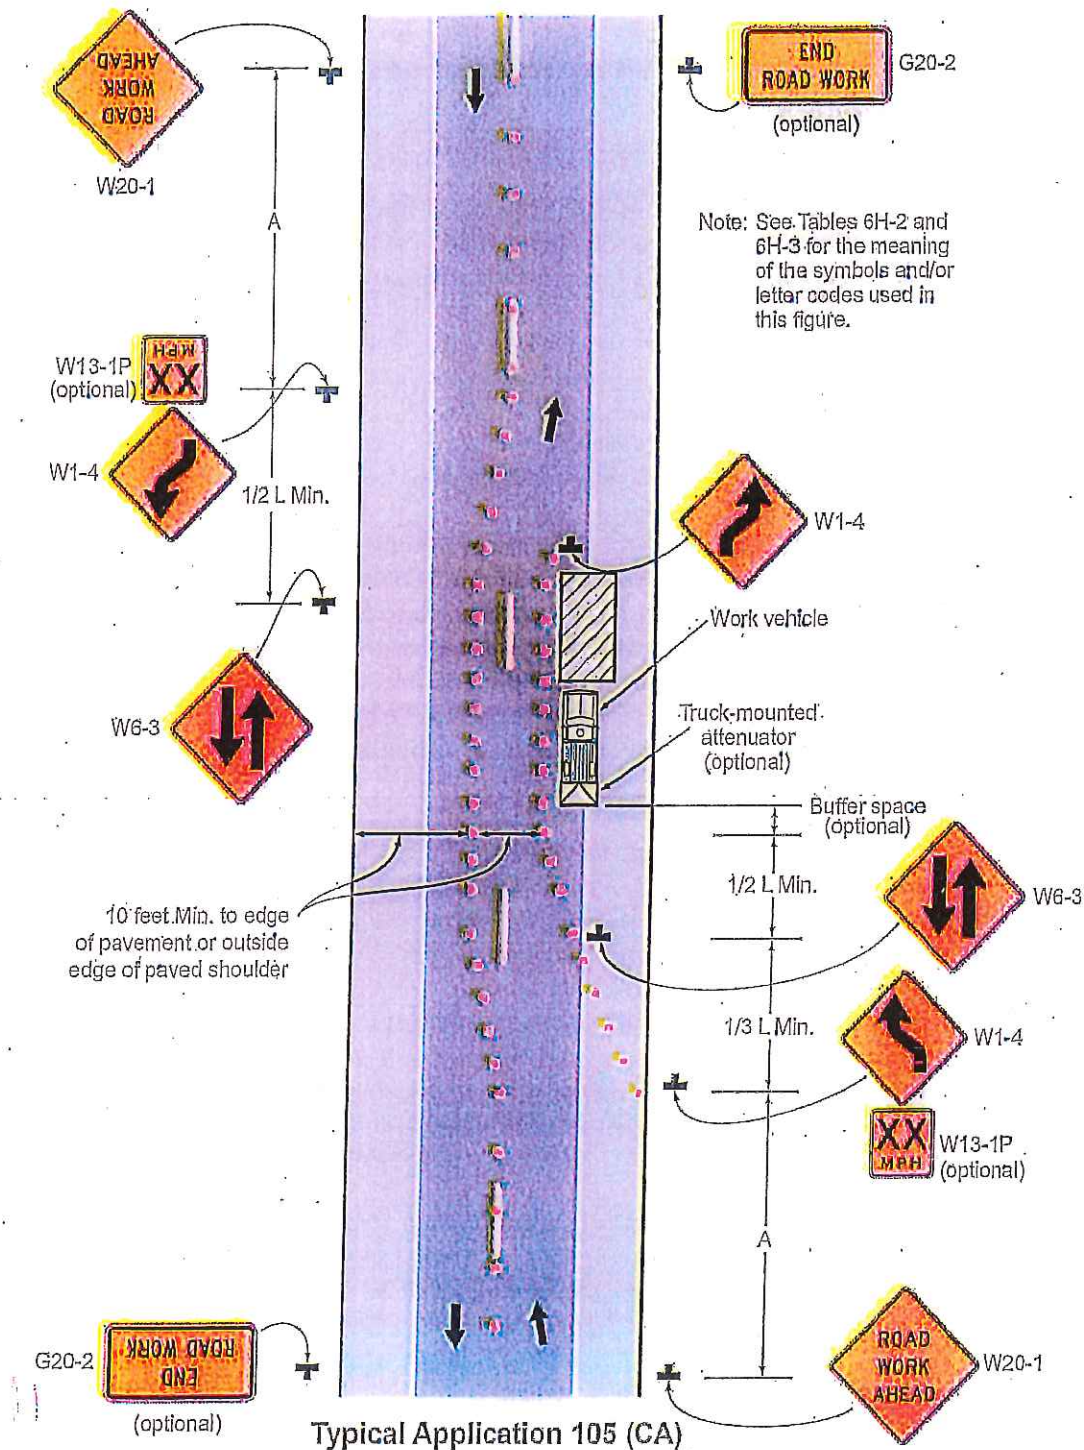 ROAD
WORK
AHEAD
W20-1
END
ROAD WORK
G20-2
(optional)
A
Note: See Tables 6H-2 and
6H-3 for the meaning
of the symbols and/or
letter codes used in
this figure.
W13-1P
(optional)
XX
MPH
W1-4
1/2 L Min.
W1-4
Work vehicle
W6-3
Truck-mounted
attenuator
(optional)
Buffer space
(optional)
1/2 L Min.
W6-3
10 feet Min. to edge
of pavement or outside
edge of paved shoulder
1/3 L Min.
W1-4
XX
MPH
W13-1P
(optional)
A
END
ROAD WORK
G20-2
(optional)
ROAD
WORK
AHEAD
W20-1
Typical Application 105 (CA)